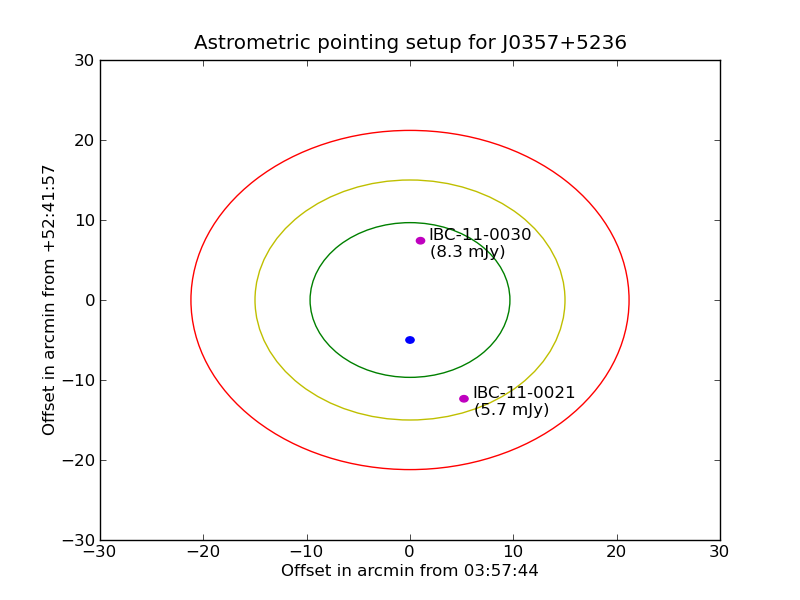 Astrometric pointing setup for J0357+5236
30
20
10
0
−10
−20
−30
Offset in arcmin from +52:41:57
IBC-11-0030
(8.3 mJy)
IBC-11-0021
(5.7 mJy)
−30 −20 −10 0 10 20 30
Offset in arcmin from 03:57:44